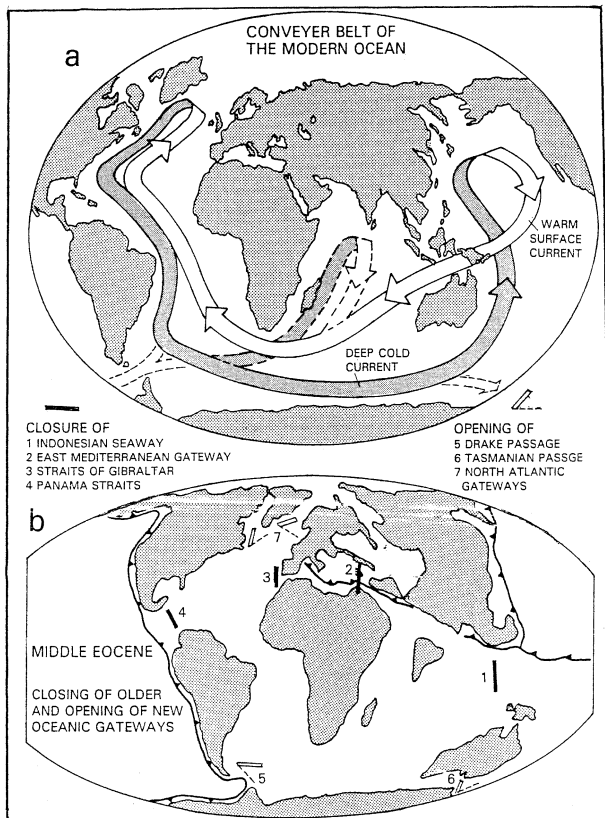 CONVEYER BELT OF
THE MODERN OCEAN
a
WARM
SURFACE
CURRENT
DEEP COLD
CURRENT
CLOSURE OF
1 INDONESIAN SEAWAY
2 EAST MEDITERRANEAN GATEWAY
3 STRAITS OF GIBRALTAR
4 PANAMA STRAITS
OPENING OF
5 DRAKE PASSAGE
6 TASMANIAN PASSGE
7 NORTH ATLANTIC
GATEWAYS
b
7
2
3
4
MIDDLE EOCENE
1
CLOSING OF OLDER
AND OPENING OF NEW
OCEANIC GATEWAYS
5
6